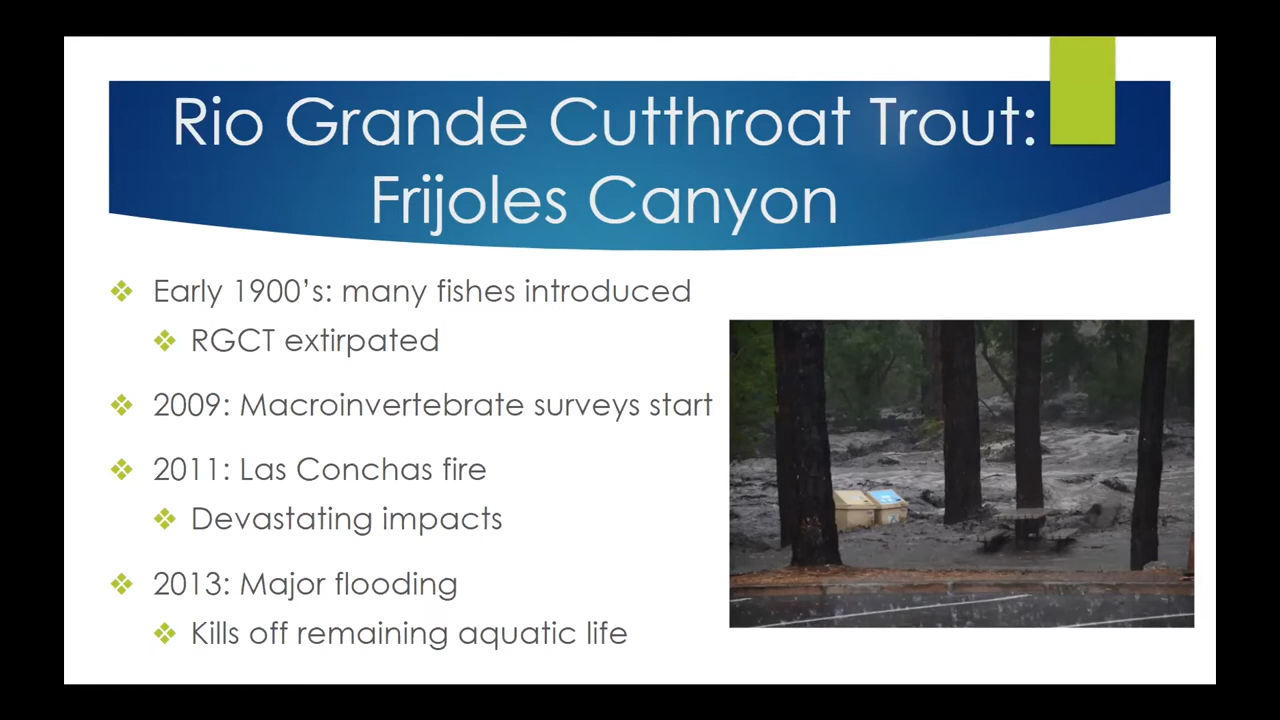 Rio Grande Cutthroat Trout:
Frijoles Canyon
Early 1900's: many fishes introduced
RGCT extirpated
2009: Macroinvertebrate surveys start
2011: Las Conchas fire
Devastating impacts
2013: Major flooding
Kills off remaining aquatic life